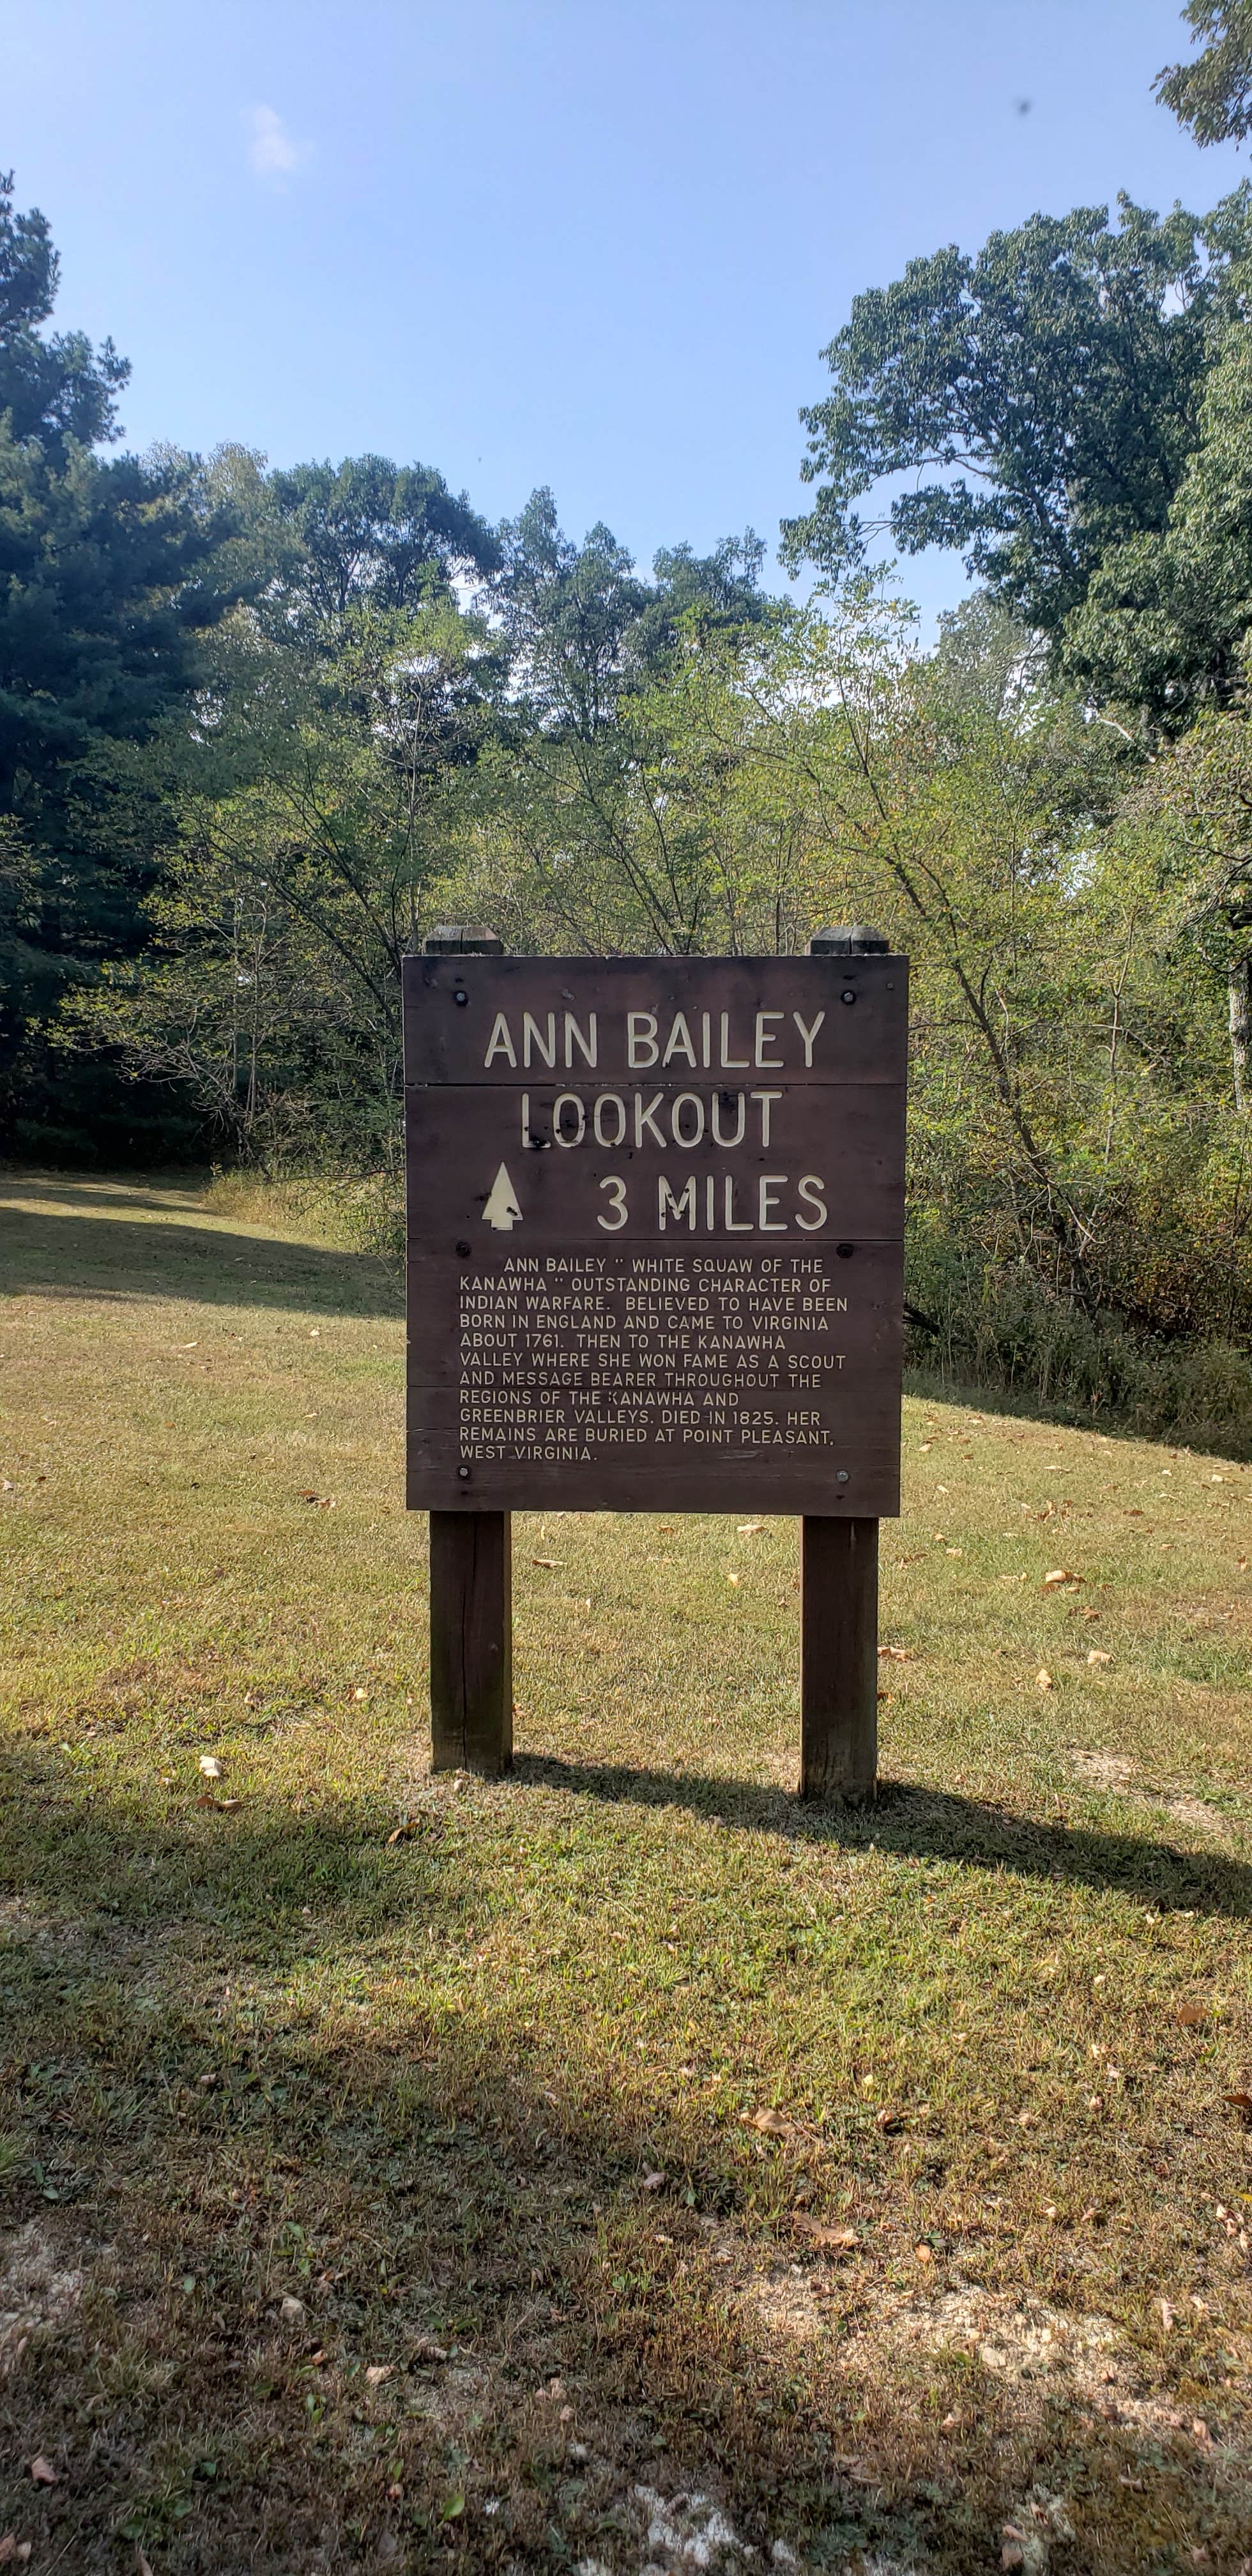 ANN BAILEY
LOOKOUT
3 MILES
ANN BAILEY " WHITE SQUAW OF THE
KANAWHA " OUTSTANDING CHARACTER OF
INDIAN WARFARE. BELIEVED TO HAVE BEEN
BORN IN ENGLAND AND CAME TO VIRGINIA
ABOUT 1761. THEN TO THE KANAWHA
VALLEY WHERE SHE WON FAME AS A SCOUT
AND MESSAGE BEARER THROUGHOUT THE
REGIONS OF THE KANAWHA AND
GREENBRIER VALLEYS. DIED IN 1825. HER
REMAINS ARE BURIED AT POINT PLEASANT,
WEST VIRGINIA.